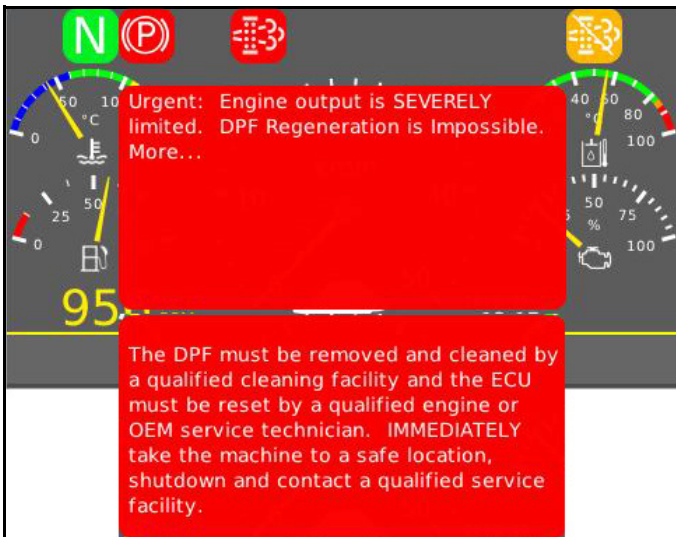 N
P
50
10
°C
0
40
60
80
°C
100
Urgent: Engine output is SEVERELY
limited. DPF Regeneration is Impossible.
More...
25
50
0
50
75
%
100
95
The DPF must be removed and cleaned by
a qualified cleaning facility and the ECU
must be reset by a qualified engine or
OEM service technician. IMMEDIATELY
take the machine to a safe location,
shutdown and contact a qualified service
facility.